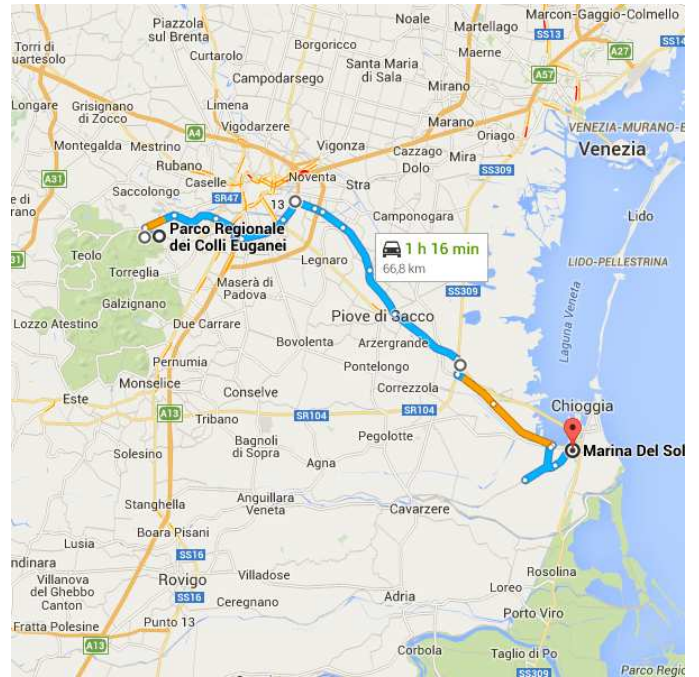 Marcon-Gaggio-Colmello
Noale
Martellago
SS13
A27
SS14
Piazzola
sul Brenta
Borgoricco
Santa Maria
di Sala
Maerne
A57
Torri di
uartesolo
Curtarolo
Campodarsego
Mirano
Longare
Grisignano
di Zocco
Limena
Marano
VENEZIA-MURANO-B
A4
Vigodarzere
Vigonza
Oriago
Montegalda
Mestrino
Cazzago
Mira
SS309
Venezia
Rubano
Caselle
Dolo
A31
Noventa
Stra
Saccolongo
SR47
13
Lido
Parco Regionale
dei Colli Euganei
Camponogara
1 h 16 min
66,8 km
Teolo
Legnaro
LIDO-PELLESTRINA
Torreglia
A31
Maserà di
Padova
SS309
Galzignano
Laguna Veneta
Lozzo Atestino
Due Carrare
Piove di Sacco
Bovolenta
Arzergrande
Pernumia
Pontelongo
Monselice
Conselve
Correzzola
Este
A13
Tribano
SR104
SR104
Chioggia
Bagnoli
di Sopra
Pegolotte
Solesino
Marina Del Sol
Agna
Stanghella
Anguillara
Veneta
Cavarzere
Boara Pisani
Lusia
SS16
Rosolina
ndinara
Villanova
del Ghebbo
Canton
Rovigo
Villadose
Loreo
SS16
Ceregnano
Adria
Porto Viro
Fratta Polesine
Punto 13
A13
Corbola
Taglio di Po
SS309
Parco Regio